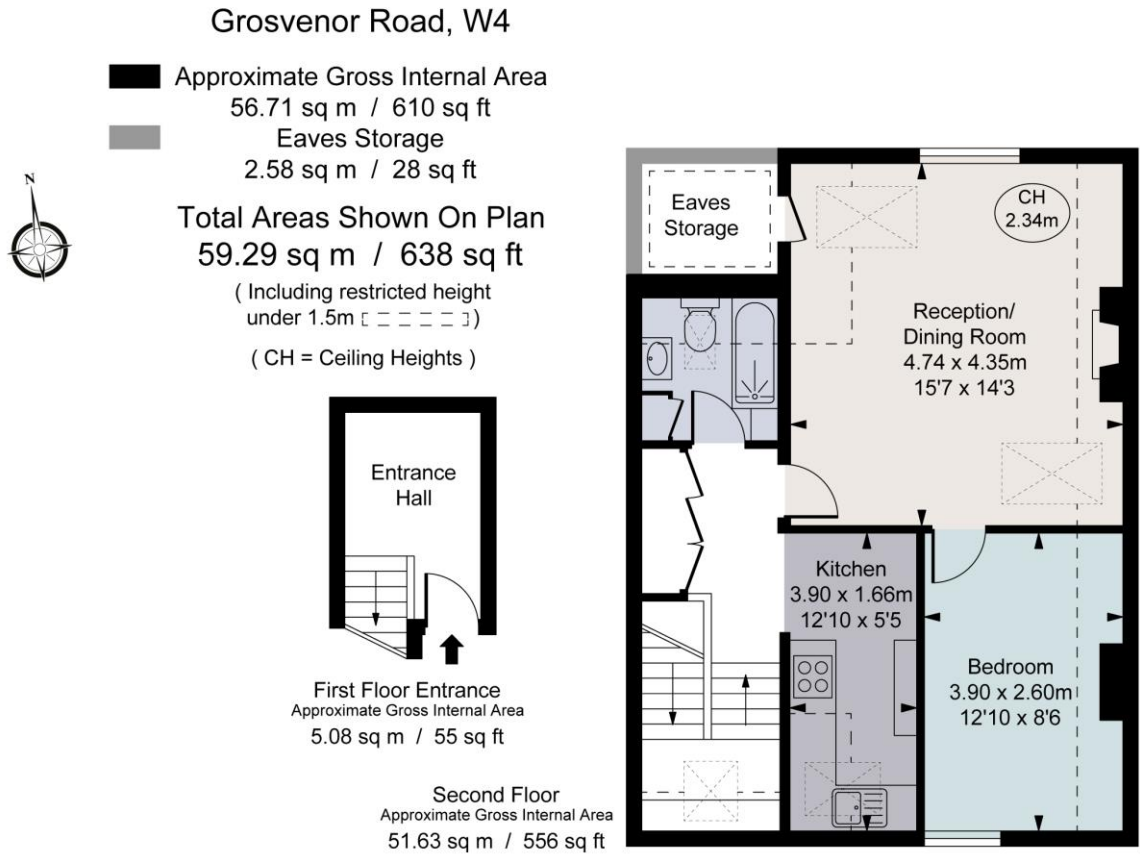 Grosvenor Road, W4
Approximate Gross Internal Area
56.71 sq m / 610 sq ft
Eaves Storage
2.58 sq m / 28 sq ft
Total Areas Shown On Plan
59.29 sq m / 638 sq ft
( Including restricted height
under 1.5m )
( CH = Ceiling Heights )
N
Entrance
Hall
First Floor Entrance
Approximate Gross Internal Area
5.08 sq m / 55 sq ft
Second Floor
Approximate Gross Internal Area
51.63 sq m / 556 sq ft
Eaves
Storage
CH
2.34m
Reception/
Dining Room
4.74 x 4.35m
15'7 x 14'3
Kitchen
3.90 x 1.66m
12'10 x 5'5
Bedroom
3.90 x 2.60m
12'10 x 8'6